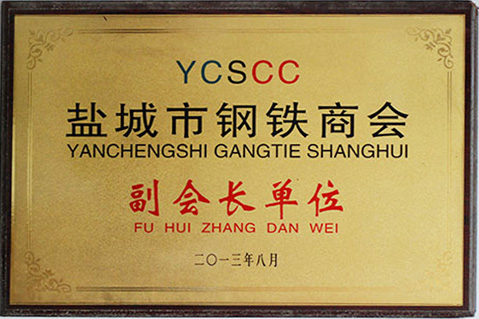 YCSCC
盐城市钢铁商会
YANCHENGSHI GANGTIE SHANGHUI
副会长单位
FU HUI ZHANG DAN WEI
二〇一三年八月